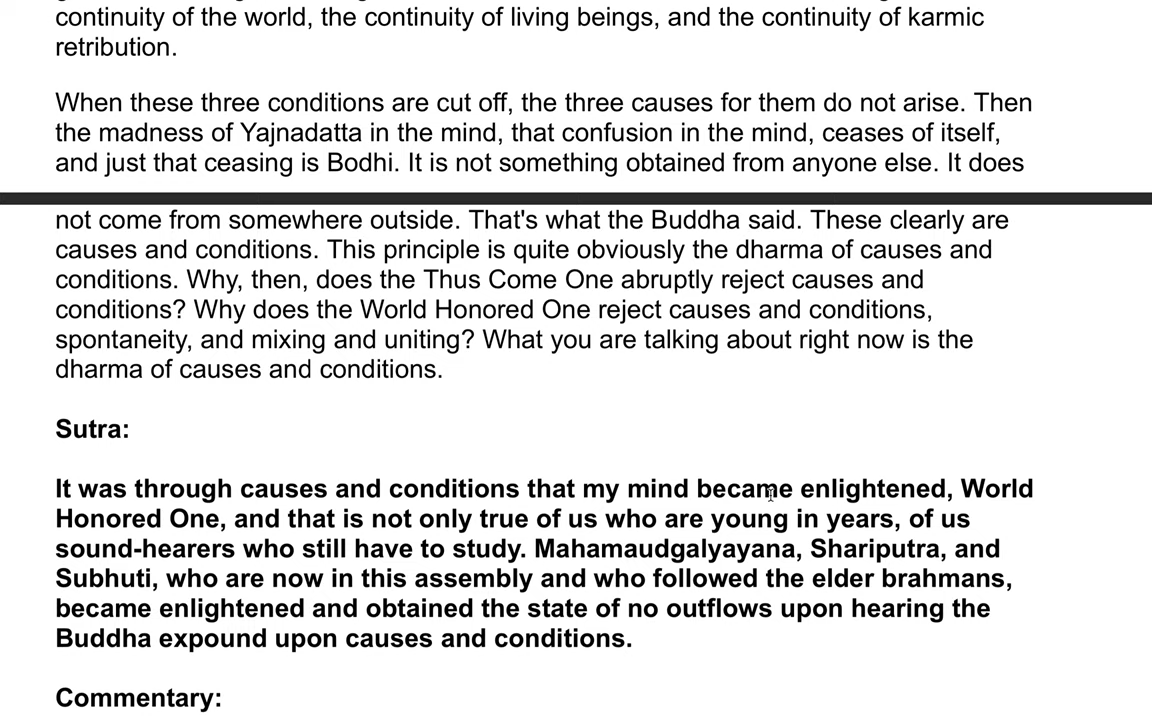 continuity of the world, the continuity of living beings, and the continuity of karmic
retribution.
When these three conditions are cut off, the three causes for them do not arise. Then
the madness of Yajnadatta in the mind, that confusion in the mind, ceases of itself,
and just that ceasing is Bodhi. It is not something obtained from anyone else. It does
not come from somewhere outside. That's what the Buddha said. These clearly are
causes and conditions. This principle is quite obviously the dharma of causes and
conditions. Why, then, does the Thus Come One abruptly reject causes and
conditions? Why does the World Honored One reject causes and conditions,
spontaneity, and mixing and uniting? What you are talking about right now is the
dharma of causes and conditions.
Sutra:
It was through causes and conditions that my mind became enlightened, World
Honored One, and that is not only true of us who are young in years, of us
sound-hearers who still have to study. Mahamaudgalyayana, Shariputra, and
Subhuti, who are now in this assembly and who followed the elder brahmans,
became enlightened and obtained the state of no outflows upon hearing the
Buddha expound upon causes and conditions.
Commentary: